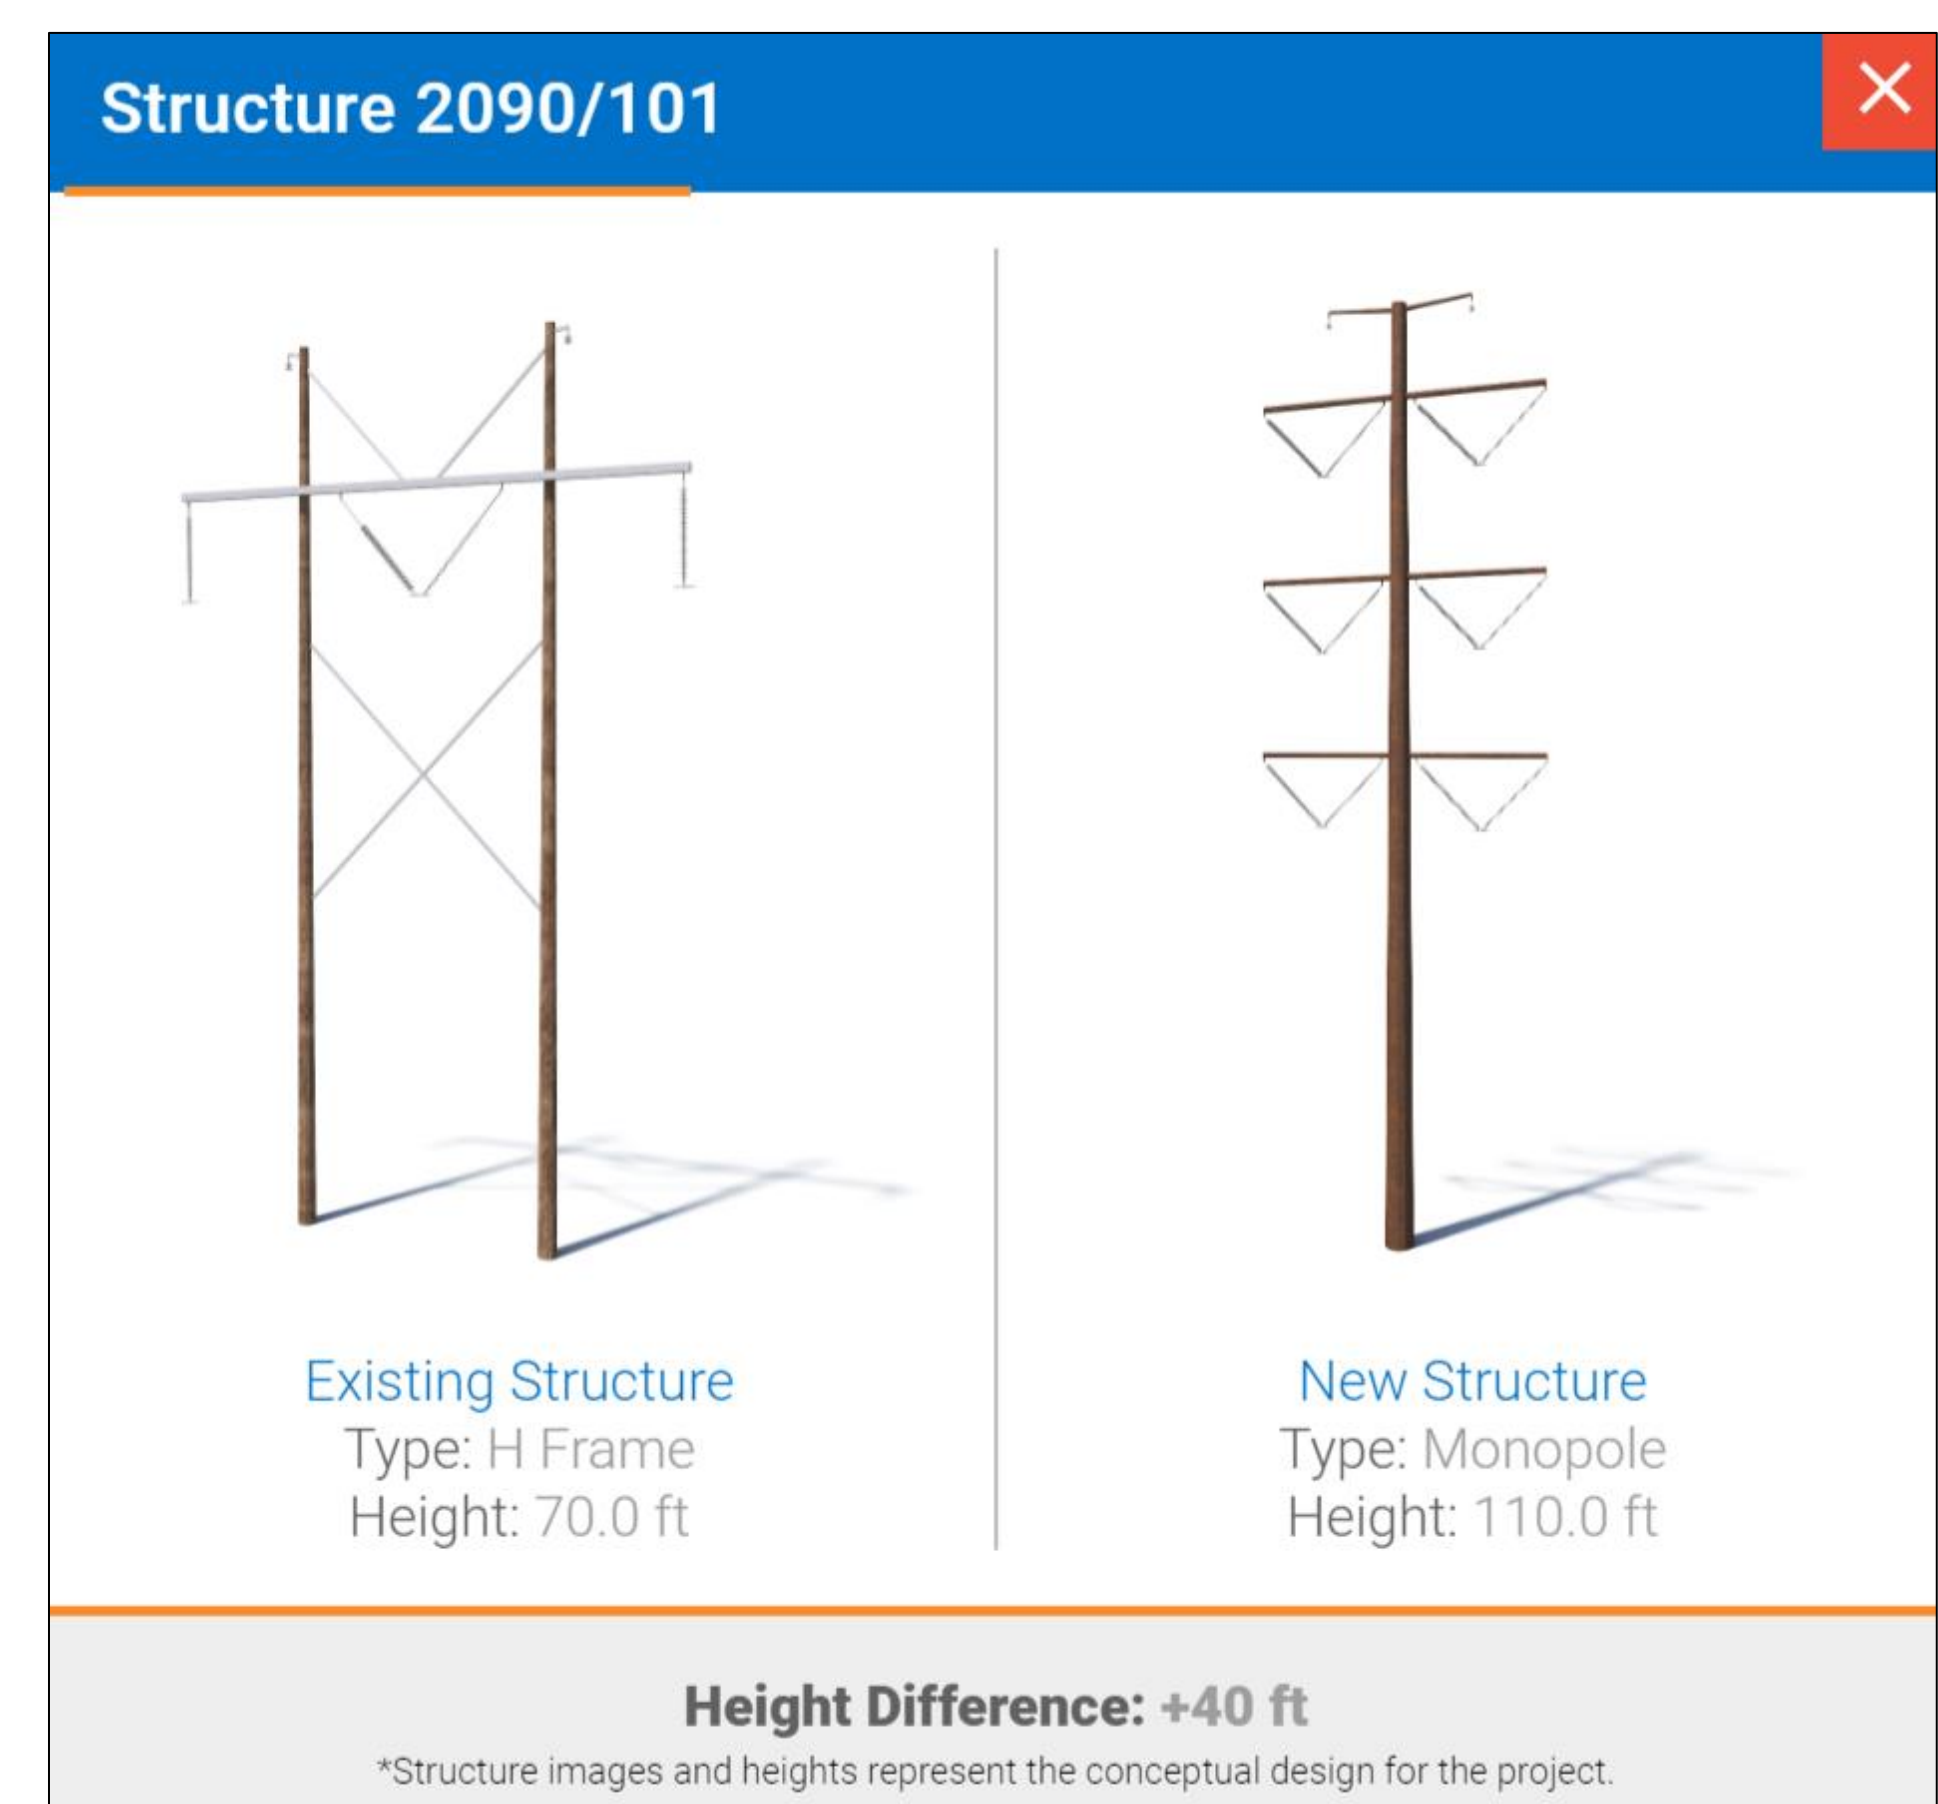 Structure 2090/101
Existing Structure
Type: H Frame
Height: 70.0 ft
New Structure
Type: Monopole
Height: 110.0 ft
Height Difference: +40 ft
*Structure images and heights represent the conceptual design for the project.